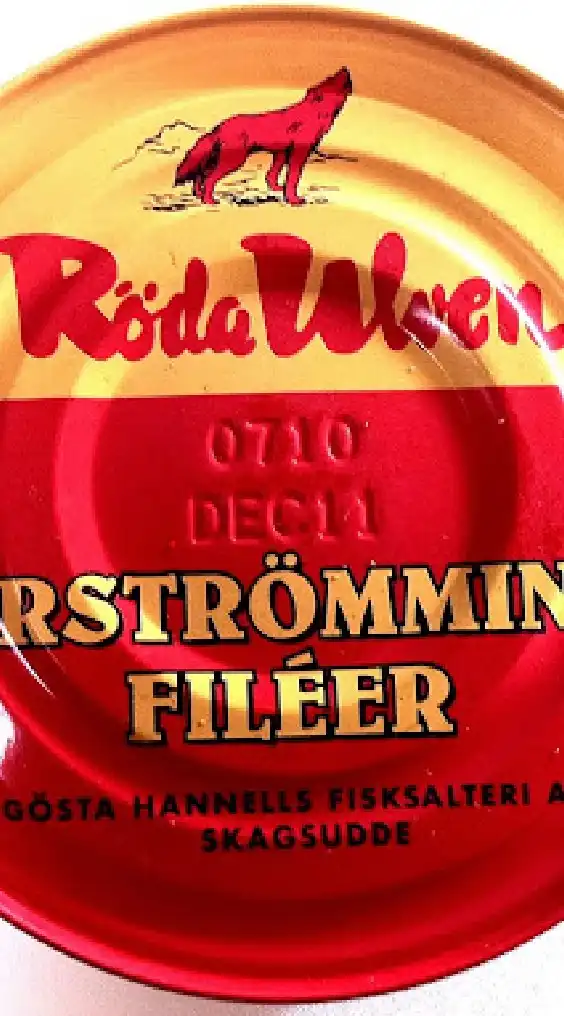 Röda Ulven
0710
DEC11
RSTRÖMMIN
FILÉER
GÖSTA HANNELLS FISKSALTERI A
SKAGSUDDE